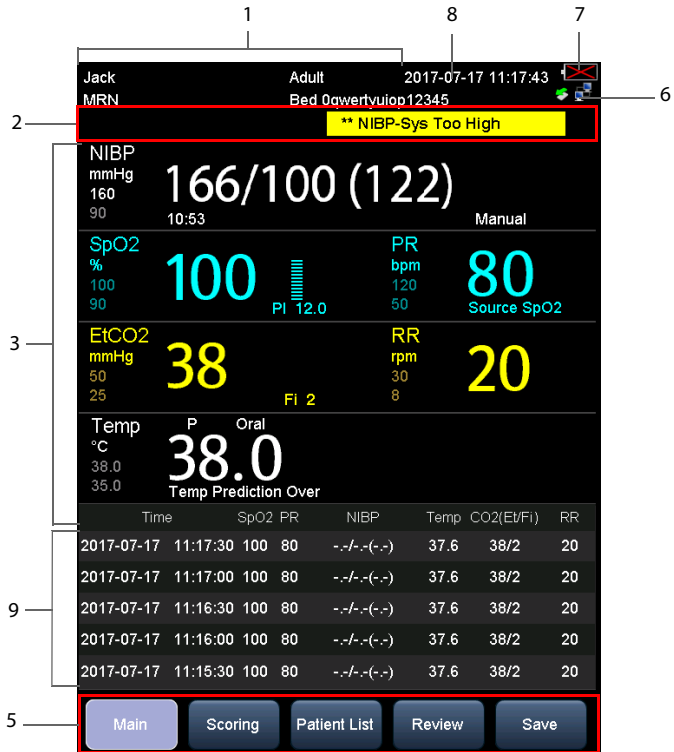 1 8 7
Jack Adult 2017-07-17 11:17:43
MRN Bed 0qwertyuiop12345
6
2 ** NIBP-Sys Too High
NIBP
mmHg
160
90
166/100 (122)
10:53 Manual
SpO2
%
100
90
100
PI 12.0
PR
bpm
120
50
80
Source SpO2
3
EtCO2
mmHg
50
25
38
Fi 2
RR
rpm
30
8
20
Temp
°C
38.0
35.0
P Oral
38.0
Temp Prediction Over
Time SpO2 PR NIBP Temp CO2(Et/Fi) RR
2017-07-17 11:17:30 100 80 -.-/-.-(-.-) 37.6 38/2 20
2017-07-17 11:17:00 100 80 -.-/-.-(-.-) 37.6 38/2 20
9 2017-07-17 11:16:30 100 80 -.-/-.-(-.-) 37.6 38/2 20
2017-07-17 11:16:00 100 80 -.-/-.-(-.-) 37.6 38/2 20
2017-07-17 11:15:30 100 80 -.-/-.-(-.-) 37.6 38/2 20
5 Main Scoring Patient List Review Save